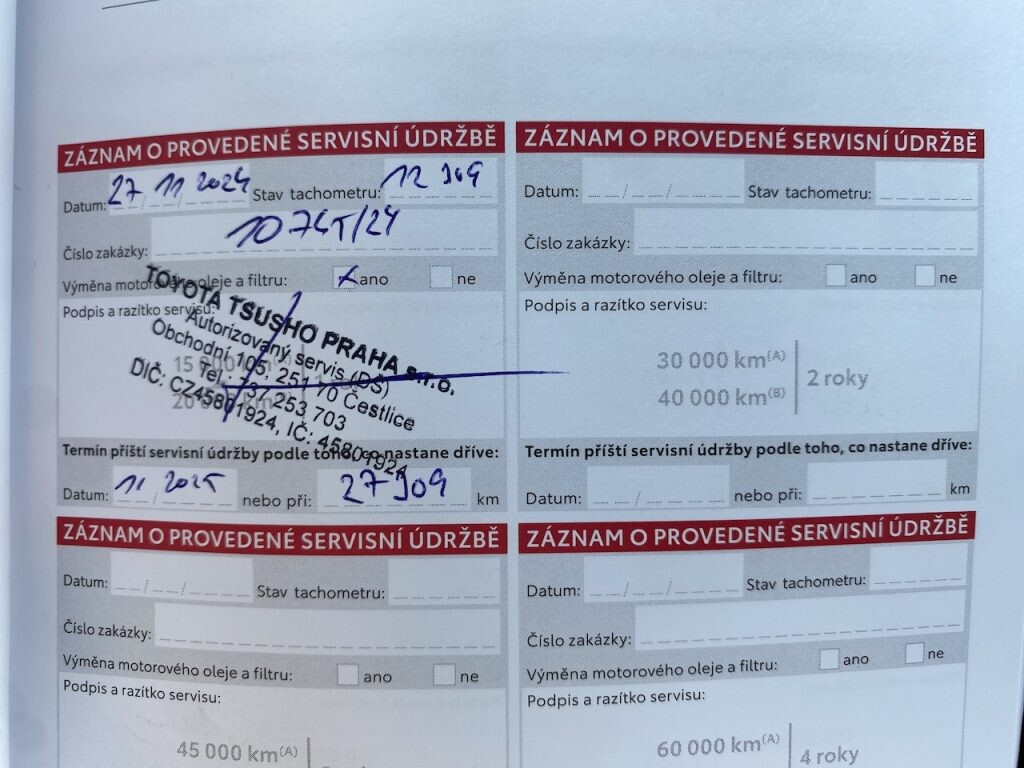 ZÁZNAM O PROVEDENÉ SERVISNÍ ÚDRŽBĚ
Datum: 27/11/2024 Stav tachometru: 12 909
Číslo zakázky: 10745/24
Výměna motorového oleje a filtru: ano ne
Podpis a razítko servisu:
TOYOTA TSUSHO PRAHA s.r.o.
Autorizovaný servis (DŠ)
Obchodní 105, 251 70 Čestlice
Tel.: 737 253 703
DIČ: CZ45801924, IČ: 45801924
Termín příští servisní údržby podle toho, co nastane dříve:
Datum: 11/2025 nebo při: 27 909 km
ZÁZNAM O PROVEDENÉ SERVISNÍ ÚDRŽBĚ
Datum: Stav tachometru:
Číslo zakázky:
Výměna motorového oleje a filtru: ano ne
Podpis a razítko servisu:
30 000 km(A)
40 000 km(B)
2 roky
Termín příští servisní údržby podle toho, co nastane dříve:
Datum: nebo při: km
ZÁZNAM O PROVEDENÉ SERVISNÍ ÚDRŽBĚ
Datum: Stav tachometru:
Číslo zakázky:
Výměna motorového oleje a filtru: ano ne
Podpis a razítko servisu:
45 000 km(A)
ZÁZNAM O PROVEDENÉ SERVISNÍ ÚDRŽBĚ
Datum: Stav tachometru:
Číslo zakázky:
Výměna motorového oleje a filtru: ano ne
Podpis a razítko servisu:
60 000 km(A)
4 roky